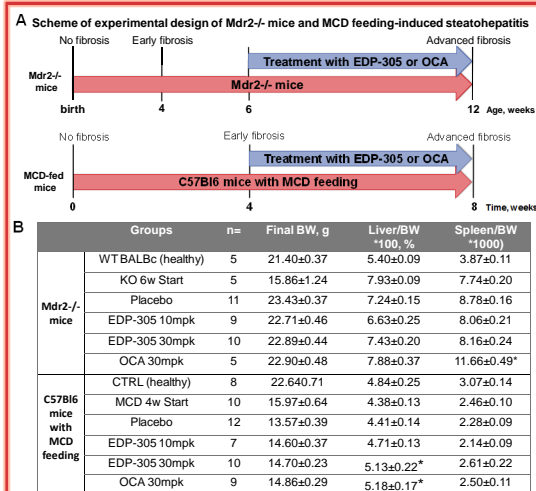 A Scheme of experimental design of Mdr2-/- mice and MCD feeding-induced steatohepatitis
No fibrosis Early fibrosis Advanced fibrosis
Treatment with EDP-305 or OCA
Mdr2-/- mice
Mdr2-/- mice
birth 4 6 12 Age, weeks
No fibrosis Early fibrosis Advanced fibrosis
Treatment with EDP-305 or OCA
MCD-fed mice
C57Bl6 mice with MCD feeding
0 4 8 Time, weeks
B
Groups n= Final BW, g Liver/BW *100, % Spleen/BW *1000)
Mdr2-/- mice
WT BALBc (healthy) 5 21.40±0.37 5.40±0.09 3.87±0.11
KO 6w Start 5 15.86±1.24 7.93±0.09 7.74±0.20
Placebo 11 23.43±0.37 7.24±0.15 8.78±0.16
EDP-305 10mpk 9 22.71±0.46 6.63±0.25 8.06±0.21
EDP-305 30mpk 10 22.89±0.44 7.43±0.20 8.16±0.24
OCA 30mpk 5 22.90±0.48 7.88±0.37 11.66±0.49*
C57Bl6 mice with MCD feeding
CTRL (healthy) 8 22.640.71 4.84±0.25 3.07±0.14
MCD 4w Start 10 15.97±0.64 4.38±0.13 2.46±0.10
Placebo 12 13.57±0.39 4.41±0.14 2.28±0.09
EDP-305 10mpk 7 14.60±0.37 4.71±0.13 2.14±0.09
EDP-305 30mpk 10 14.70±0.23 5.13±0.22* 2.61±0.22
OCA 30mpk 9 14.86±0.29 5.18±0.17* 2.50±0.11